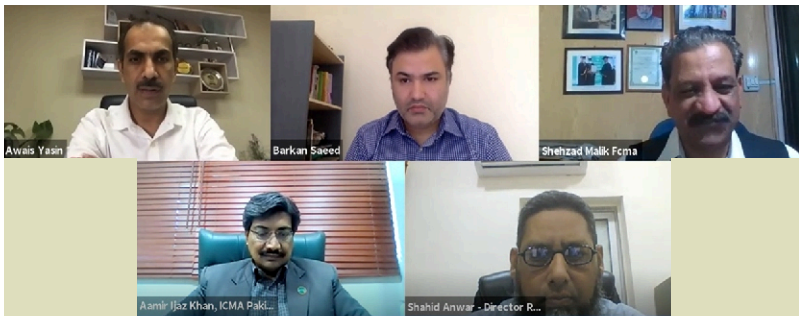 Awais Yasin
Barkan Saeed
Shehzad Malik Fcma
Aamir Ijaz Khan, ICMA Paki...
Shahid Anwar - Director R...